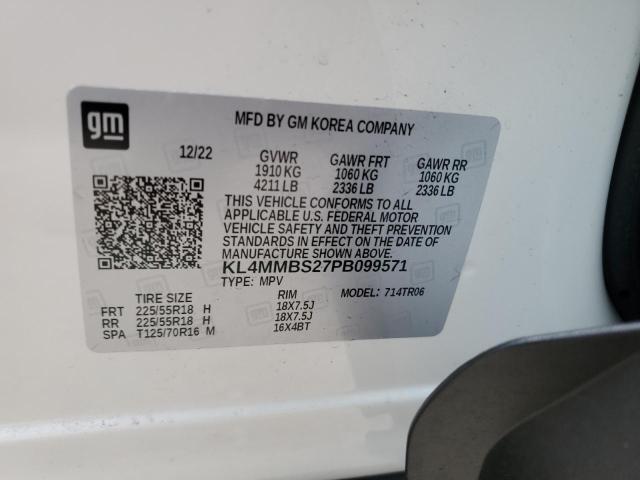 gm
MFD BY GM KOREA COMPANY
12/22 GVWR GAWR FRT GAWR RR
1910 KG 1060 KG 1060 KG
4211 LB 2336 LB 2336 LB
THIS VEHICLE CONFORMS TO ALL
APPLICABLE U.S. FEDERAL MOTOR
VEHICLE SAFETY AND THEFT
PREVENTION STANDARDS IN EFFECT
ON THE DATE OF MANUFACTURE
SHOWN ABOVE.
KL4MMBS27PB099571
TYPE: MPV MODEL: 714TR06
TIRE SIZE RIM
FRT 225/55R18 H 18X7.5J
RR 225/55R18 H 18X7.5J
SPA T125/70R16 M 16X4BT